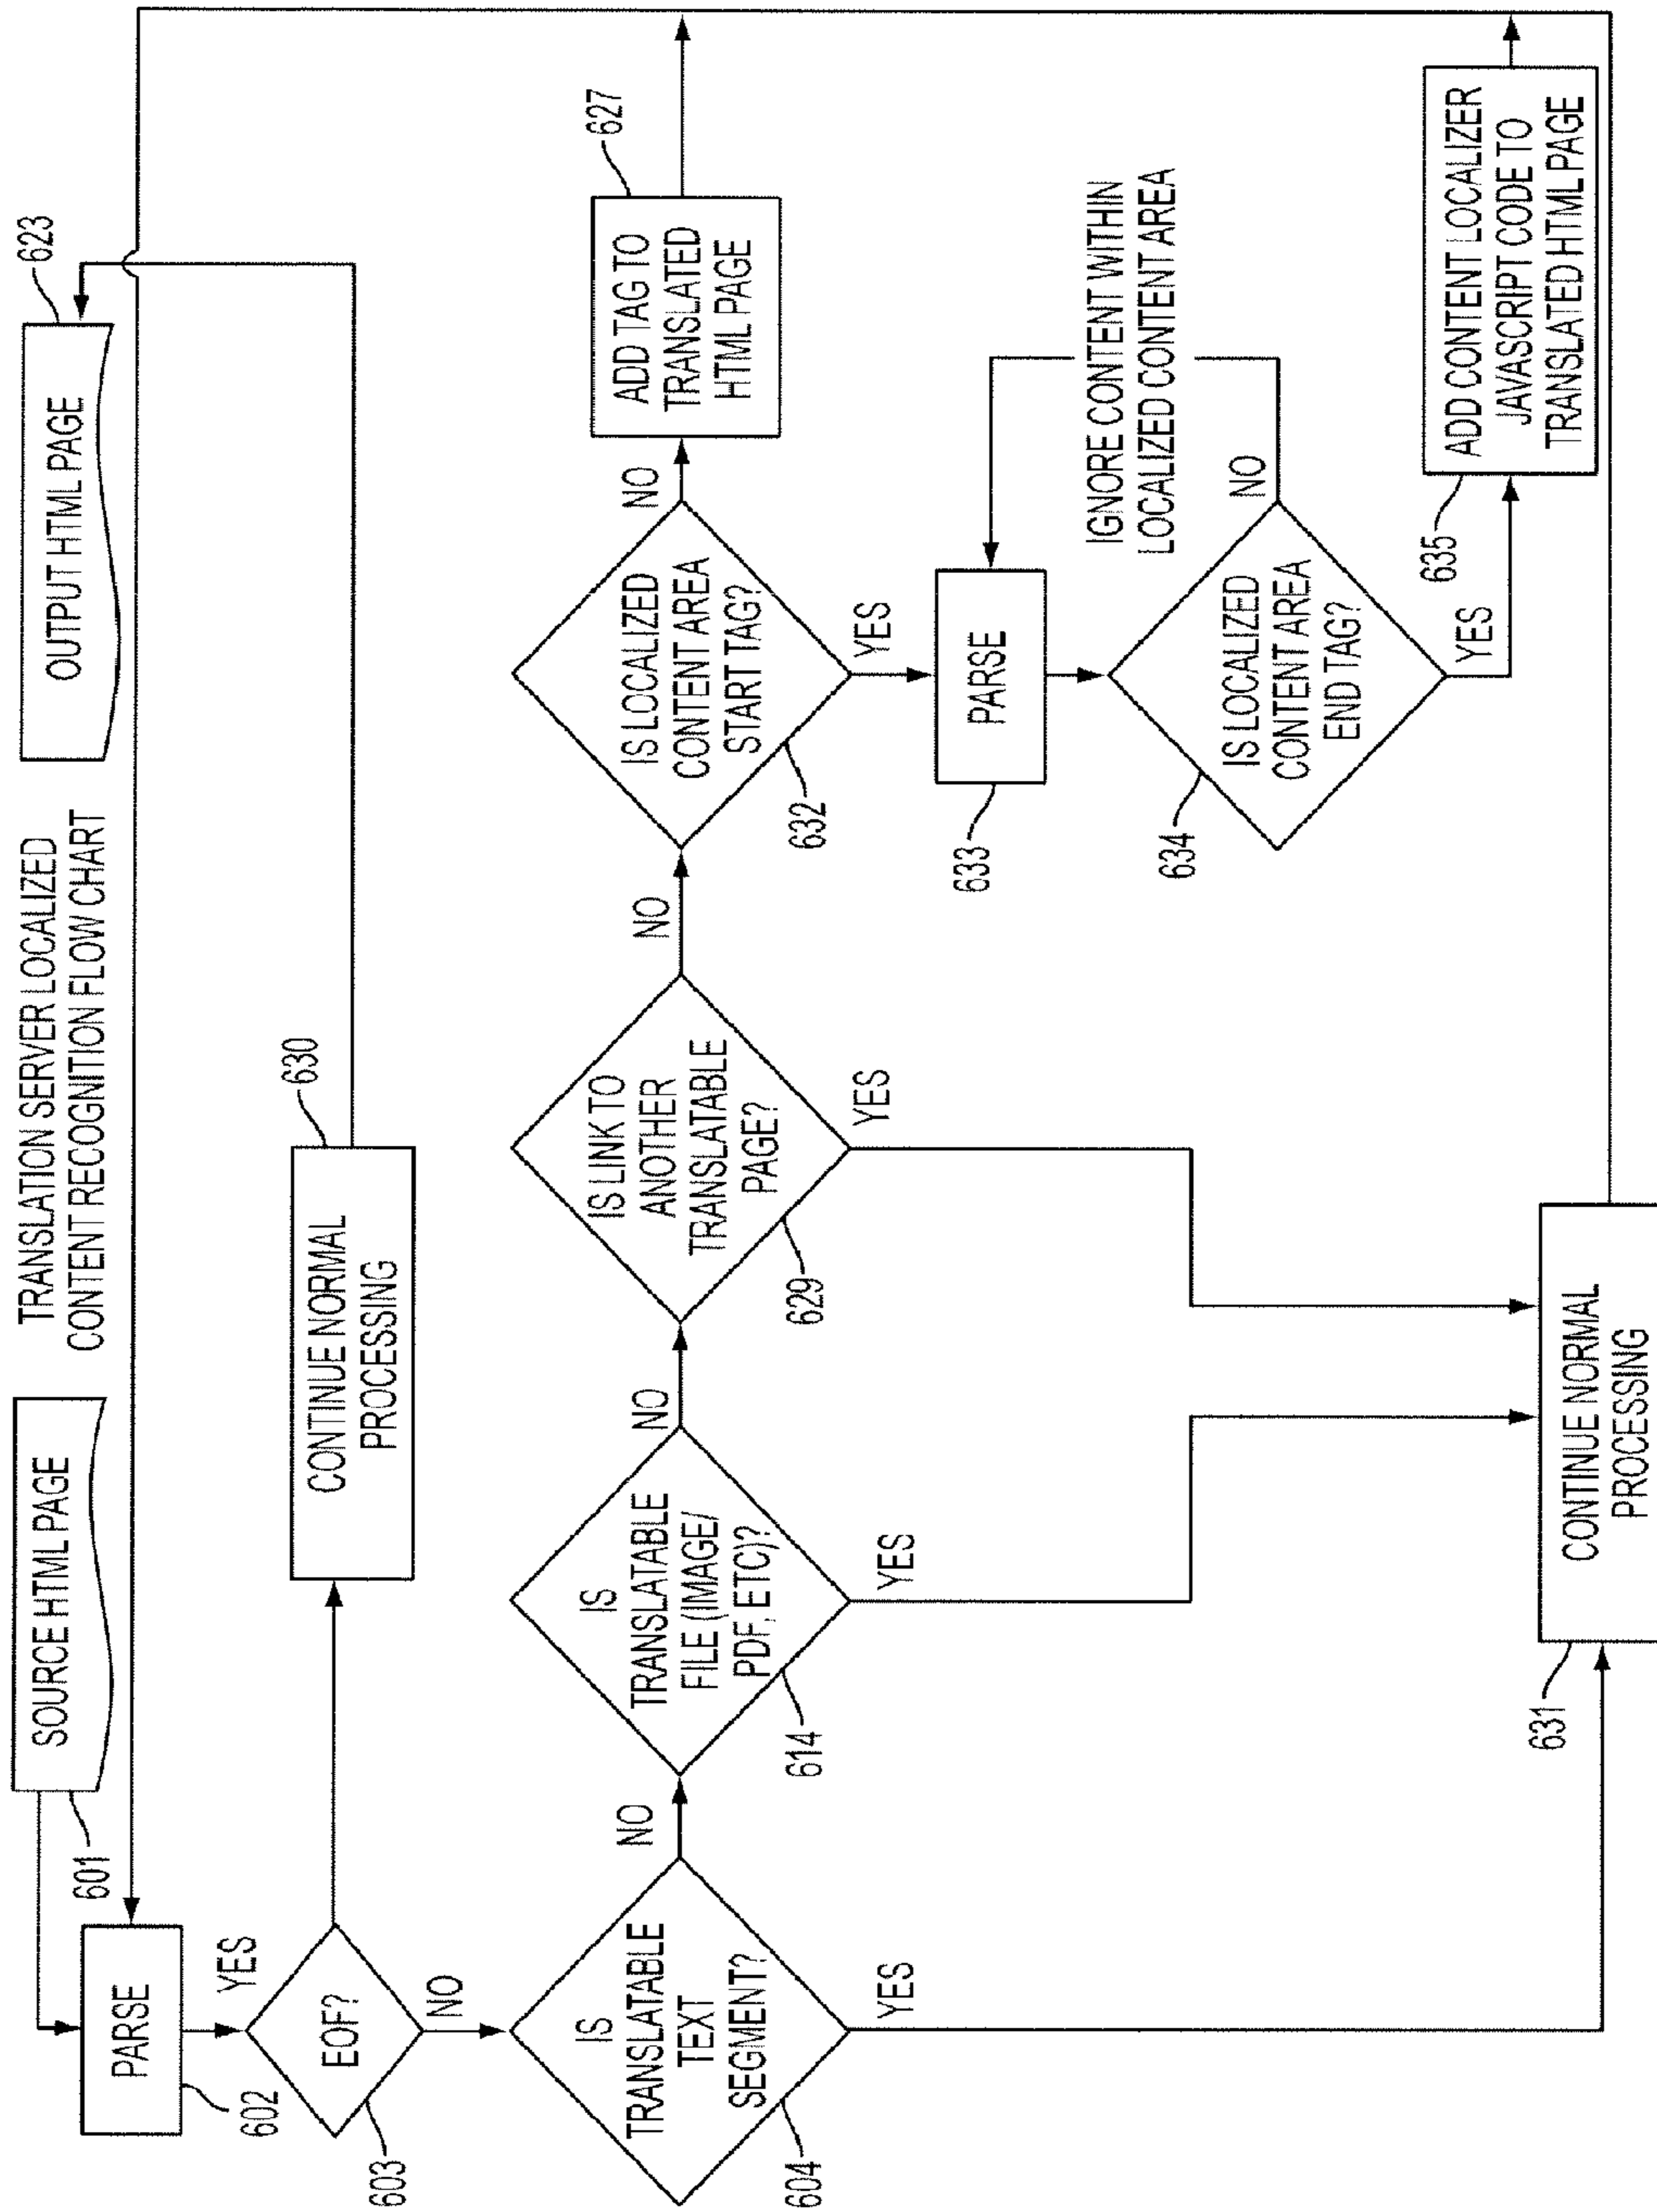 TRANSLATION SERVER LOCALIZED
CONTENT RECOGNITION FLOW CHART
SOURCE HTML PAGE
601
OUTPUT HTML PAGE
623
PARSE
602
YES
EOF?
603
NO
CONTINUE NORMAL
PROCESSING
630
IS
TRANSLATABLE
TEXT
SEGMENT?
604
NO
YES
IS
TRANSLATABLE
FILE (IMAGE/
PDF, ETC)?
614
NO
YES
IS LINK TO
ANOTHER
TRANSLATABLE
PAGE?
629
NO
YES
IS LOCALIZED
CONTENT AREA
START TAG?
632
NO
YES
ADD TAG TO
TRANSLATED
HTML PAGE
627
PARSE
633
IGNORE CONTENT WITHIN
LOCALIZED CONTENT AREA
IS LOCALIZED
CONTENT AREA
END TAG?
634
NO
YES
CONTINUE NORMAL
PROCESSING
631
ADD CONTENT LOCALIZER
JAVASCRIPT CODE TO
TRANSLATED HTML PAGE
635